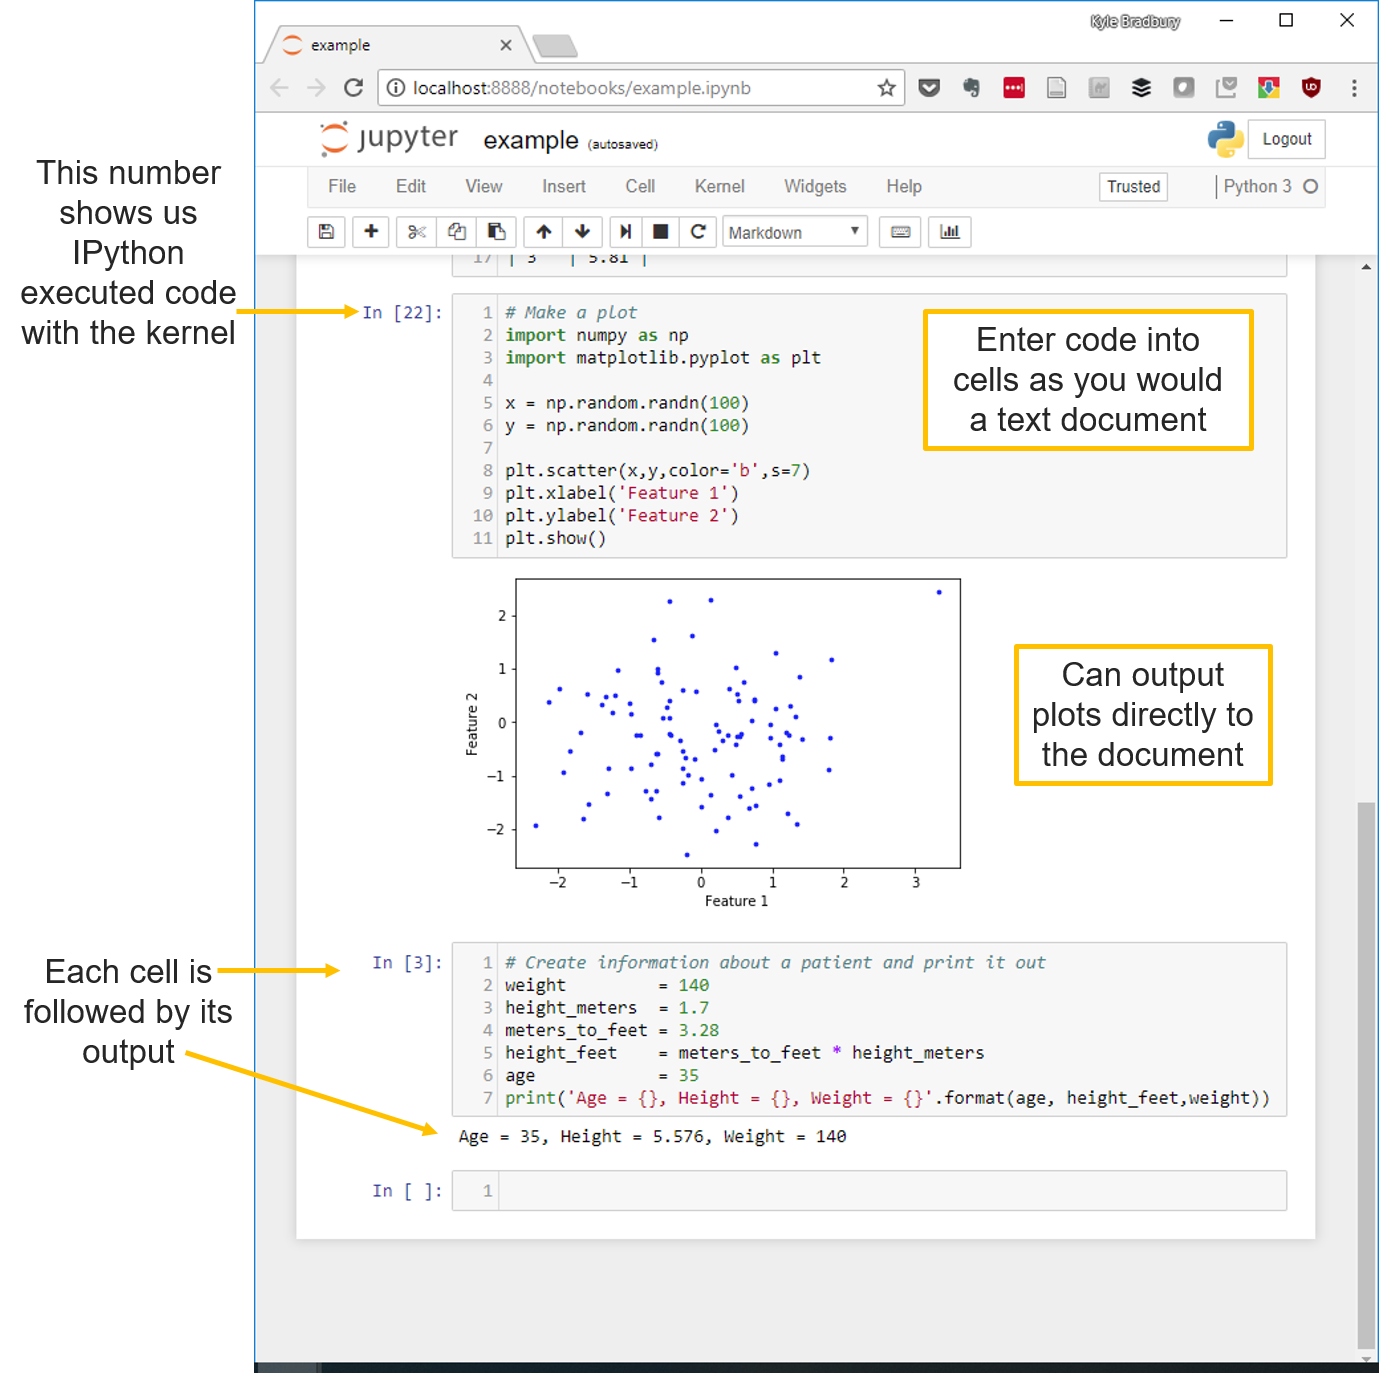 Kyle Bradbury
example
localhost:8888/notebooks/example.ipynb
jupyter example (autosaved)
Logout
File Edit View Insert Cell Kernel Widgets Help
Trusted
Python 3
Markdown
This number
shows us
IPython
executed code
with the kernel
17 | 3 | 5.81 |
In [22]:
1 # Make a plot
2 import numpy as np
3 import matplotlib.pyplot as plt
4
5 x = np.random.randn(100)
6 y = np.random.randn(100)
7
8 plt.scatter(x,y,color='b',s=7)
9 plt.xlabel('Feature 1')
10 plt.ylabel('Feature 2')
11 plt.show()
Enter code into
cells as you would
a text document
2
1
0
−1
−2
Feature 2
−2 −1 0 1 2 3
Feature 1
Can output
plots directly to
the document
Each cell is
followed by its
output
In [3]:
1 # Create information about a patient and print it out
2 weight = 140
3 height_meters = 1.7
4 meters_to_feet = 3.28
5 height_feet = meters_to_feet * height_meters
6 age = 35
7 print('Age = {}, Height = {}, Weight = {}'.format(age, height_feet,weight))
Age = 35, Height = 5.576, Weight = 140
In [ ]:
1